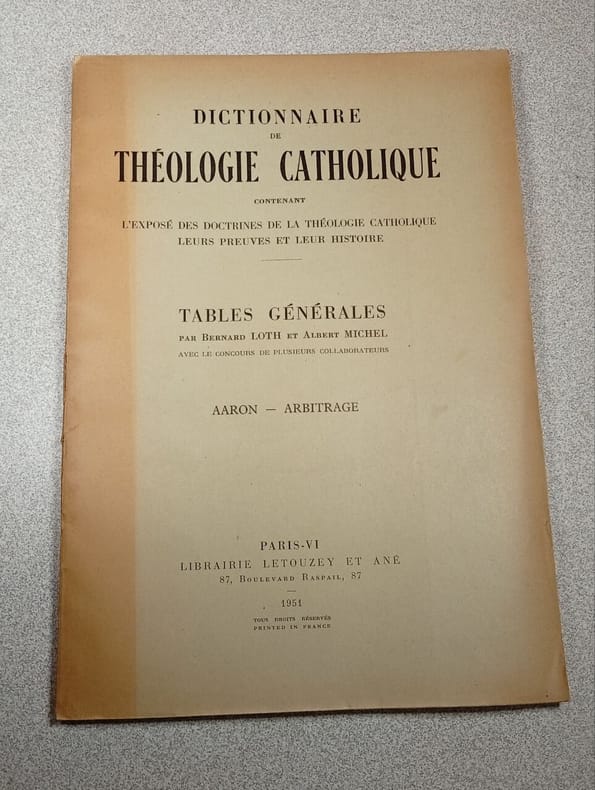 DICTIONNAIRE
DE
THÉOLOGIE CATHOLIQUE
CONTENANT
L'EXPOSÉ DES DOCTRINES DE LA THÉOLOGIE CATHOLIQUE
LEURS PREUVES ET LEUR HISTOIRE
TABLES GÉNÉRALES
PAR BERNARD LOTH ET ALBERT MICHEL
AVEC LE CONCOURS DE PLUSIEURS COLLABORATEURS
AARON — ARBITRAGE
PARIS-VI
LIBRAIRIE LETOUZEY ET ANÉ
87, BOULEVARD RASPAIL, 87
1951
TOUS DROITS RÉSERVÉS
PRINTED IN FRANCE